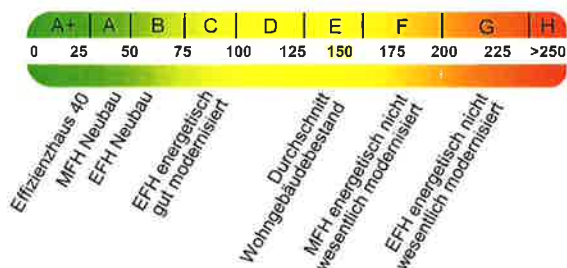 A+ A B C D E F G H
0 25 50 75 100 125 150 175 200 225 >250
Effizienzhaus 40
MFH Neubau
EFH Neubau
EFH energetisch
gut modernisiert
Durchschnitt
Wohngebäudebestand
MFH energetisch nicht
wesentlich modernisiert
EFH energetisch nicht
wesentlich modernisiert